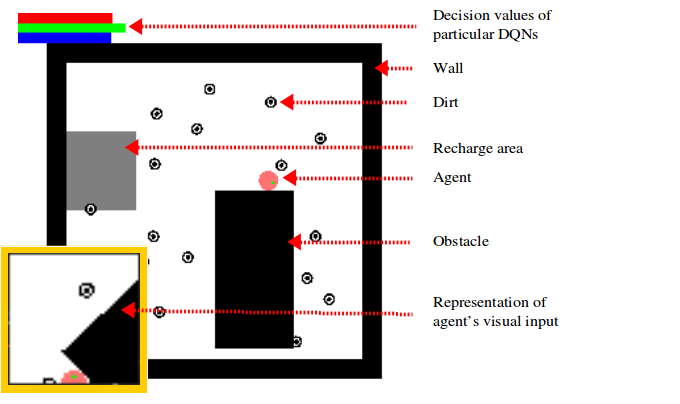 Decision values of
particular DQNs
Wall
Dirt
Recharge area
Agent
Obstacle
Representation of
agent's visual input